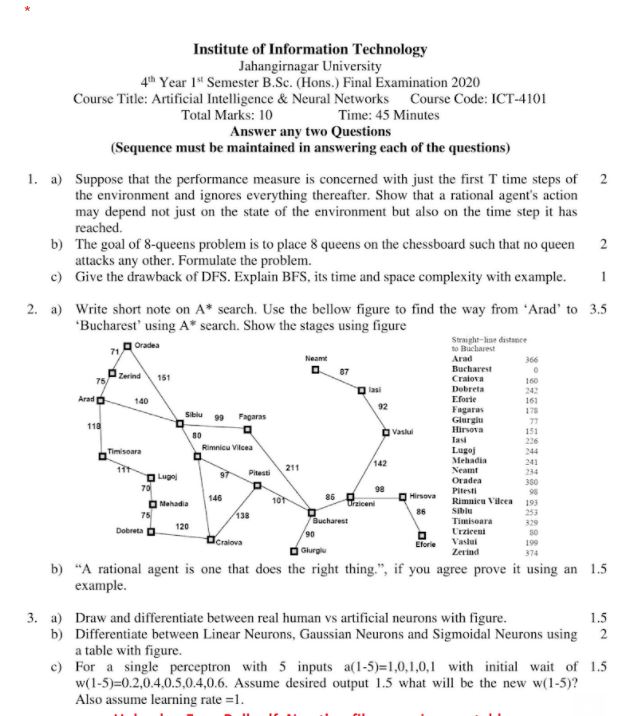 *
Institute of Information Technology
Jahangirnagar University
4th Year 1st Semester B.Sc. (Hons.) Final Examination 2020
Course Title: Artificial Intelligence & Neural Networks Course Code: ICT-4101
Total Marks: 10 Time: 45 Minutes
Answer any two Questions
(Sequence must be maintained in answering each of the questions)
1. a) Suppose that the performance measure is concerned with just the first T time steps of 2
the environment and ignores everything thereafter. Show that a rational agent's action
may depend not just on the state of the environment but also on the time step it has
reached.
b) The goal of 8-queens problem is to place 8 queens on the chessboard such that no queen 2
attacks any other. Formulate the problem.
c) Give the drawback of DFS. Explain BFS, its time and space complexity with example. 1
2. a) Write short note on A* search. Use the bellow figure to find the way from ‘Arad’ to 3.5
‘Bucharest’ using A* search. Show the stages using figure
Oradea
71
Neamt
Zerind
87
75
151
Iasi
Arad
140
92
Sibiu
99
Fagaras
118
Vaslui
80
Timisoara
Rimnicu Vilcea
111
Lugoj
97
Pitesti
211
142
70
98
Mehadia
146
101
85
Hirsova
Urziceni
75
138
86
Bucharest
Dobreta
120
90
Craiova
Eforie
Giurgiu
Straight-line distance
to Bucharest
Arad 366
Bucharest 0
Craiova 160
Dobreta 242
Eforie 161
Fagaras 178
Giurgiu 77
Hirsova 151
Iasi 226
Lugoj 244
Mehadia 241
Neamt 234
Oradea 380
Pitesti 98
Rimnicu Vilcea 193
Sibiu 253
Timisoara 329
Urziceni 80
Vaslui 199
Zerind 374
b) “A rational agent is one that does the right thing.”, if you agree prove it using an 1.5
example.
3. a) Draw and differentiate between real human vs artificial neurons with figure. 1.5
b) Differentiate between Linear Neurons, Gaussian Neurons and Sigmoidal Neurons using 2
a table with figure.
c) For a single perceptron with 5 inputs a(1-5)=1,0,1,0,1 with initial wait of 1.5
w(1-5)=0.2,0.4,0.5,0.4,0.6. Assume desired output 1.5 what will be the new w(1-5)?
Also assume learning rate =1.